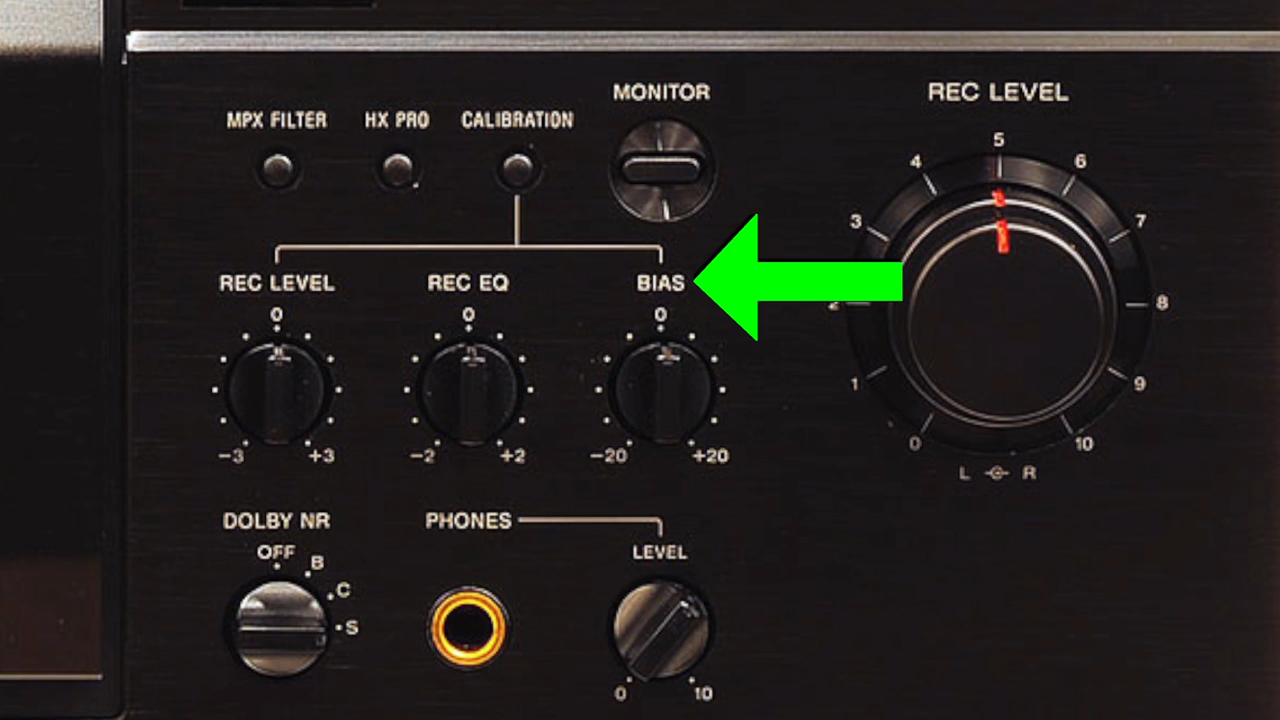 MONITOR
REC LEVEL
MPX FILTER HX PRO CALIBRATION
5
4 6
3 7
REC LEVEL REC EQ BIAS
0 0 0
2 8
1 9
-3 +3 -2 +2 -20 +20
0 10
L R
DOLBY NR PHONES
OFF B LEVEL
C
S
0 10